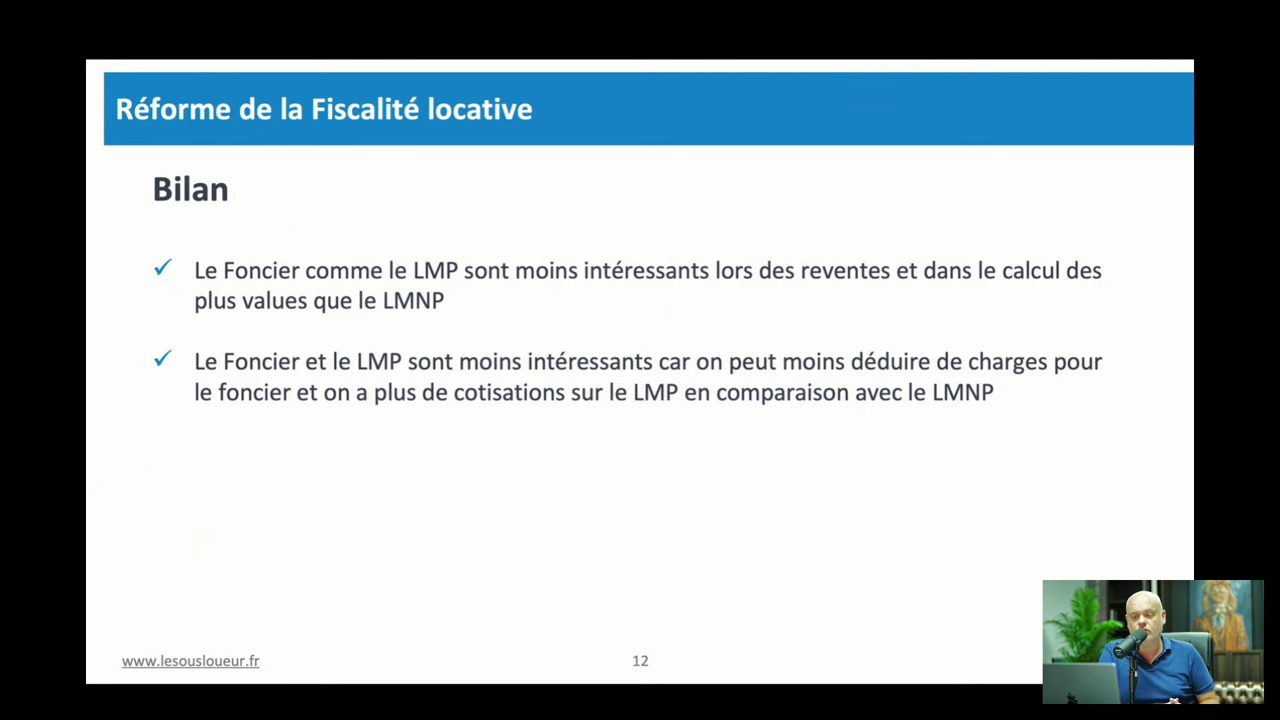 Réforme de la Fiscalité locative
Bilan
✓ Le Foncier comme le LMP sont moins intéressants lors des reventes et dans le calcul des
plus values que le LMNP
✓ Le Foncier et le LMP sont moins intéressants car on peut moins déduire de charges pour
le foncier et on a plus de cotisations sur le LMP en comparaison avec le LMNP
www.lesousloueur.fr
12